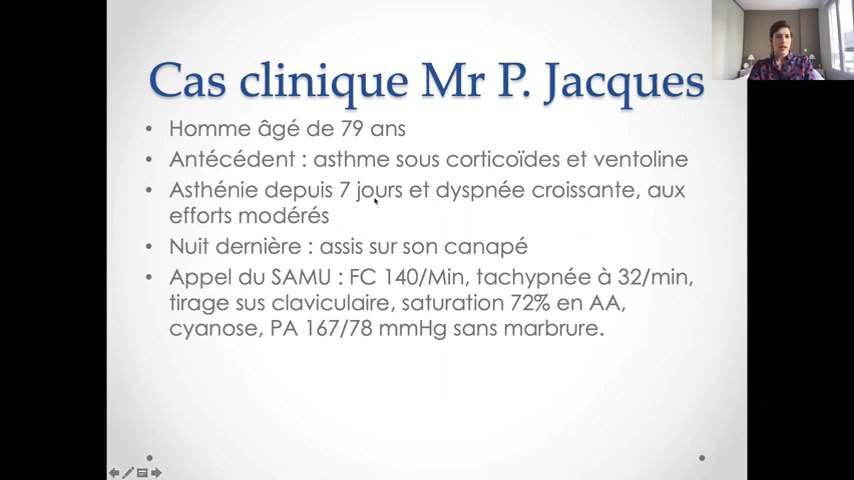 Cas clinique Mr P. Jacques
• Homme âgé de 79 ans
• Antécédent : asthme sous corticoïdes et ventoline
• Asthénie depuis 7 jours et dyspnée croissante, aux
efforts modérés
• Nuit dernière : assis sur son canapé
• Appel du SAMU : FC 140/Min, tachypnée à 32/min,
tirage sus claviculaire, saturation 72% en AA,
cyanose, PA 167/78 mmHg sans marbrure.